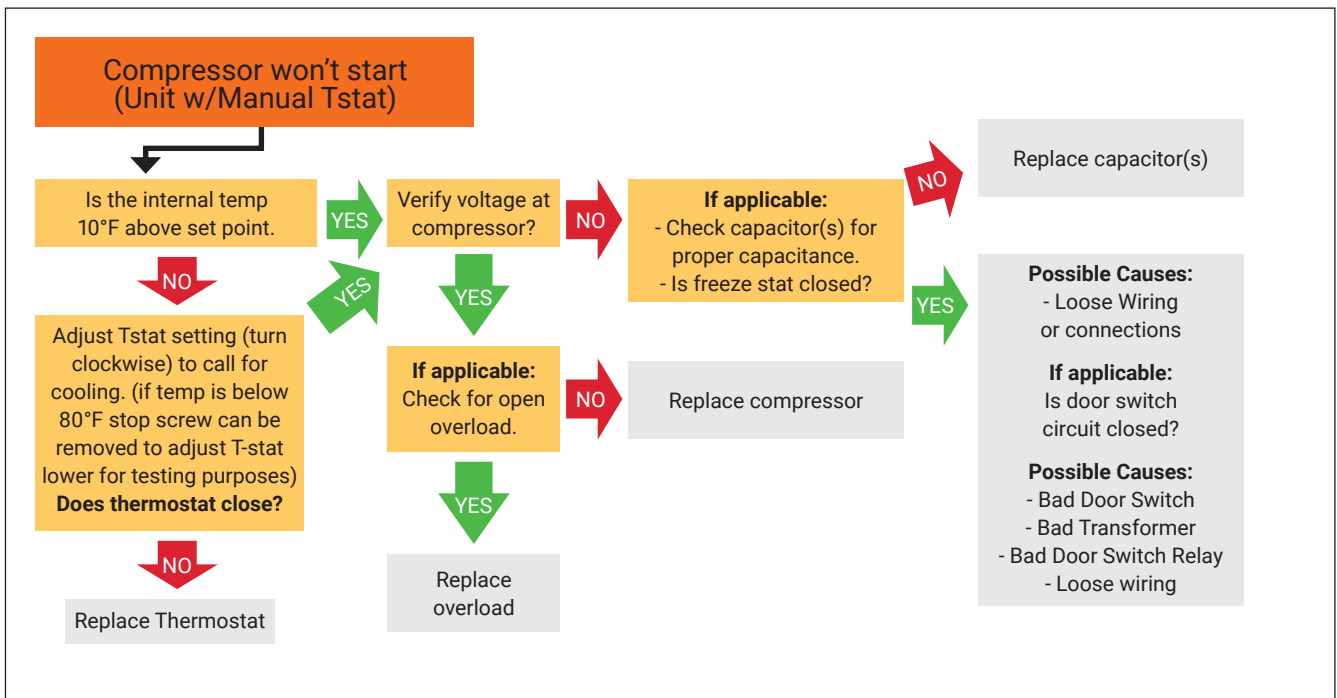 Compressor won't start
(Unit w/Manual Tstat)
Is the internal temp
10°F above set point.
YES
NO
Adjust Tstat setting (turn
clockwise) to call for
cooling. (if temp is below
80°F stop screw can be
removed to adjust T-stat
lower for testing purposes)
Does thermostat close?
YES
NO
Replace Thermostat
Verify voltage at
compressor?
NO
YES
If applicable:
Check for open
overload.
NO
Replace compressor
YES
Replace
overload
If applicable:
- Check capacitor(s) for
proper capacitance.
- Is freeze stat closed?
NO
Replace capacitor(s)
YES
Possible Causes:
- Loose Wiring
or connections
If applicable:
Is door switch
circuit closed?
Possible Causes:
- Bad Door Switch
- Bad Transformer
- Bad Door Switch Relay
- Loose wiring